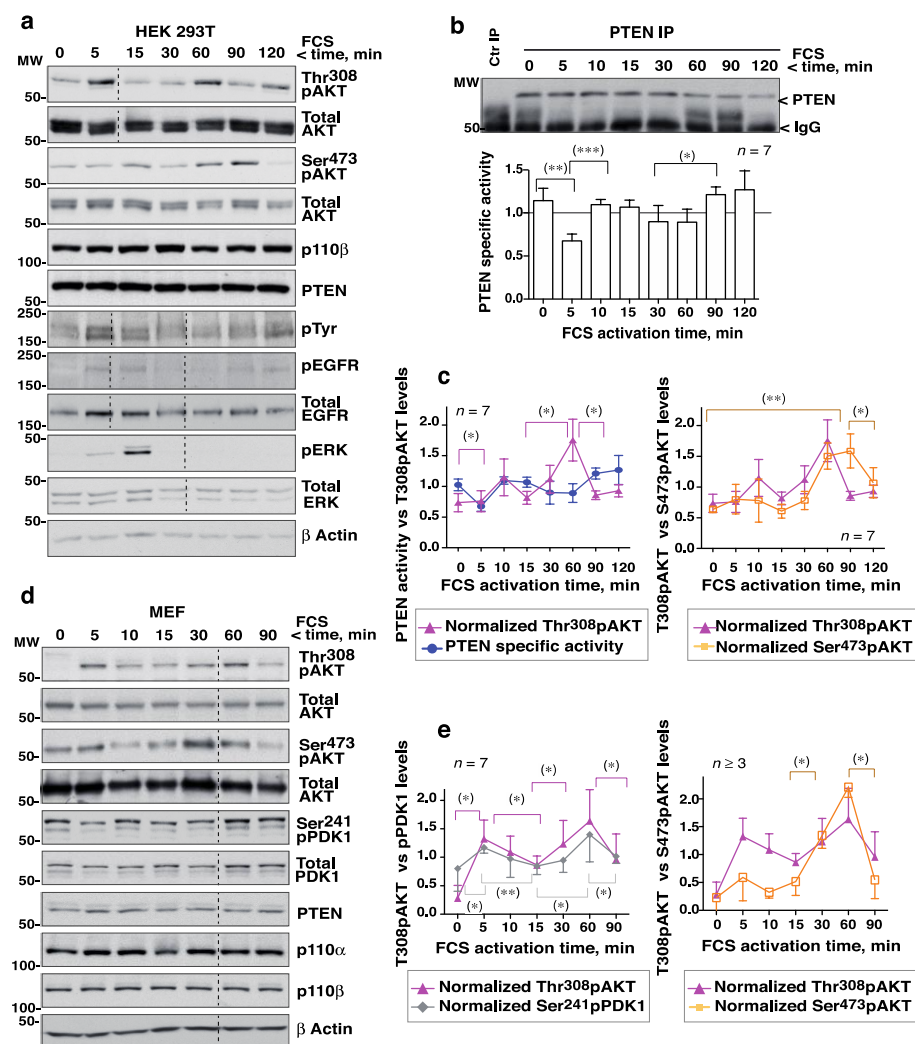 a
HEK 293T
0 5 15 30 60 90 120
FCS
< time, min
MW
Thr308
pAKT
50-
Total
AKT
50-
Ser473
pAKT
50-
Total
AKT
50-
p110β
100-
PTEN
50-
250-
pTyr
150-
250-
pEGFR
150-
Total
EGFR
150-
50-
pERK
Total
ERK
50-
β Actin
b
Ctr IP
PTEN IP
FCS
< time, min
0 5 10 15 30 60 90 120
MW
< PTEN
50-
< IgG
(**)
(***)
(*)
n = 7
PTEN specific activity
1.5
1.0
0.5
0.0
0 5 10 15 30 60 90 120
FCS activation time, min
c
PTEN activity vs T308pAKT levels
n = 7
(*)
(*)
(*)
2.0
1.5
1.0
0.5
0.0
0 5 10 15 30 60 90 120
FCS activation time, min
Normalized Thr308pAKT
PTEN specific activity
T308pAKT vs S473pAKT levels
(**)
(*)
2.0
1.5
1.0
0.5
0.0
n = 7
0 5 10 15 30 60 90 120
FCS activation time, min
Normalized Thr308pAKT
Normalized Ser473pAKT
d
MEF
0 5 10 15 30 60 90
FCS
< time, min
MW
Thr308
pAKT
50-
Total
AKT
50-
Ser473
pAKT
50-
Total
AKT
50-
Ser241
pPDK1
50-
Total
PDK1
50-
PTEN
50-
p110α
100-
p110β
100-
50-
β Actin
e
T308pAKT vs pPDK1 levels
n = 7
(*)
(*)
(*)
(*)
2.0
1.5
1.0
0.5
0.0
(*)
(**)
(*)
(*)
0 5 10 15 30 60 90
FCS activation time, min
Normalized Thr308pAKT
Normalized Ser241pPDK1
T308pAKT vs S473pAKT levels
n ≥ 3
(*)
(*)
2
1
0
0 5 10 15 30 60 90
FCS activation time, min
Normalized Thr308pAKT
Normalized Ser473pAKT